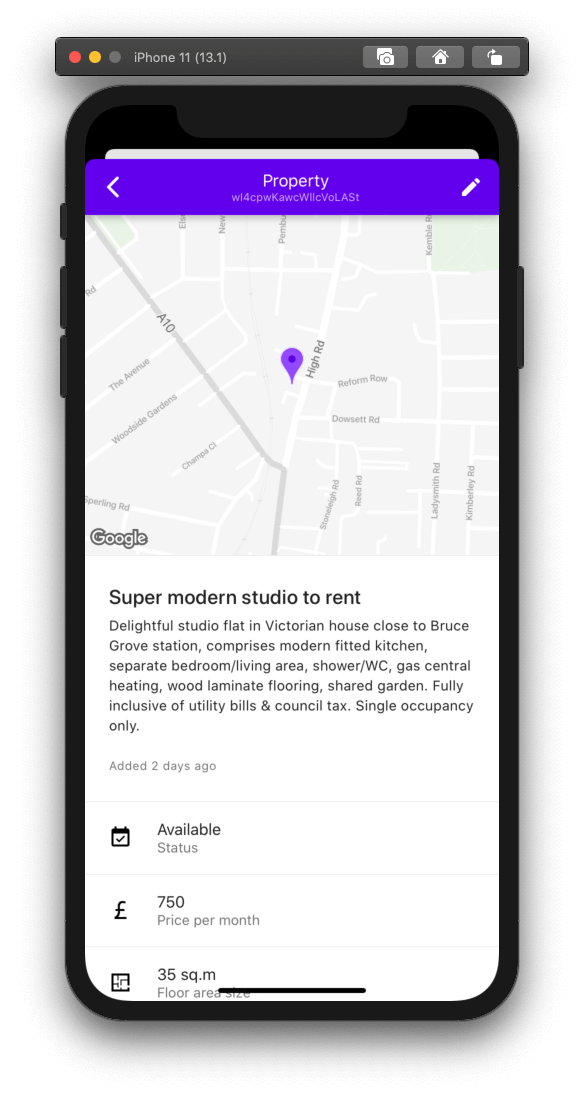 iPhone 11 (13.1)
Property
wI4cpwKawcWIIcVoLASt
Pembu
Kemble R
Rd
A10
High Rd
The Avenue
Reform Row
Woodside Gardens
Dowsett Rd
Champa Cl
Stoneleigh Rd
Reed Rd
Ladysmith Rd
Kimberley Rd
Sperling Rd
Google
Super modern studio to rent
Delightful studio flat in Victorian house close to Bruce
Grove station, comprises modern fitted kitchen,
separate bedroom/living area, shower/WC, gas central
heating, wood laminate flooring, shared garden. Fully
inclusive of utility bills & council tax. Single occupancy
only.
Added 2 days ago
Available
Status
£ 750
Price per month
35 sq.m
Floor area size